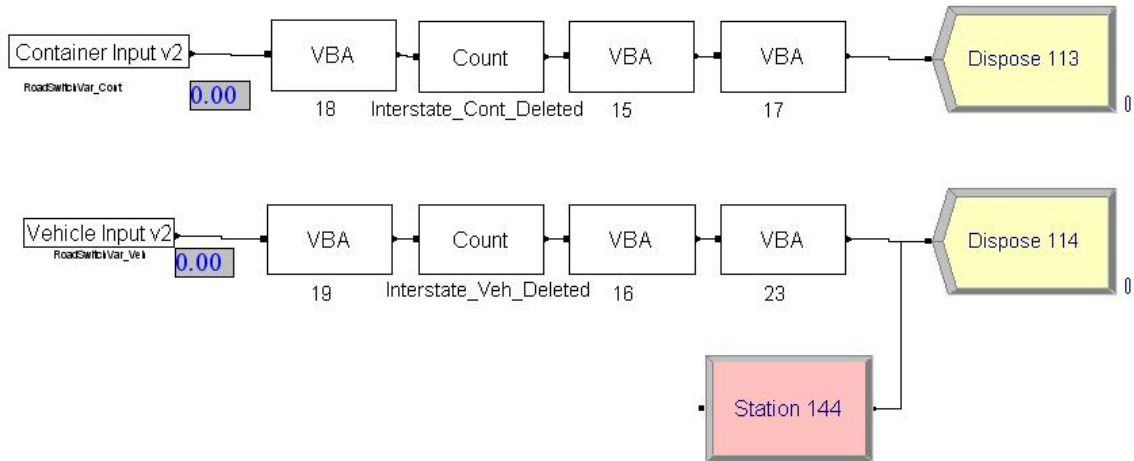 Container Input v2
RoadSwitchVar_Cont
0.00
VBA
18
Count
Interstate_Cont_Deleted
VBA
15
VBA
17
Dispose 113
0
Vehicle Input v2
RoadSwitchVar_Veh
0.00
VBA
19
Count
Interstate_Veh_Deleted
VBA
16
VBA
23
Dispose 114
0
Station 144